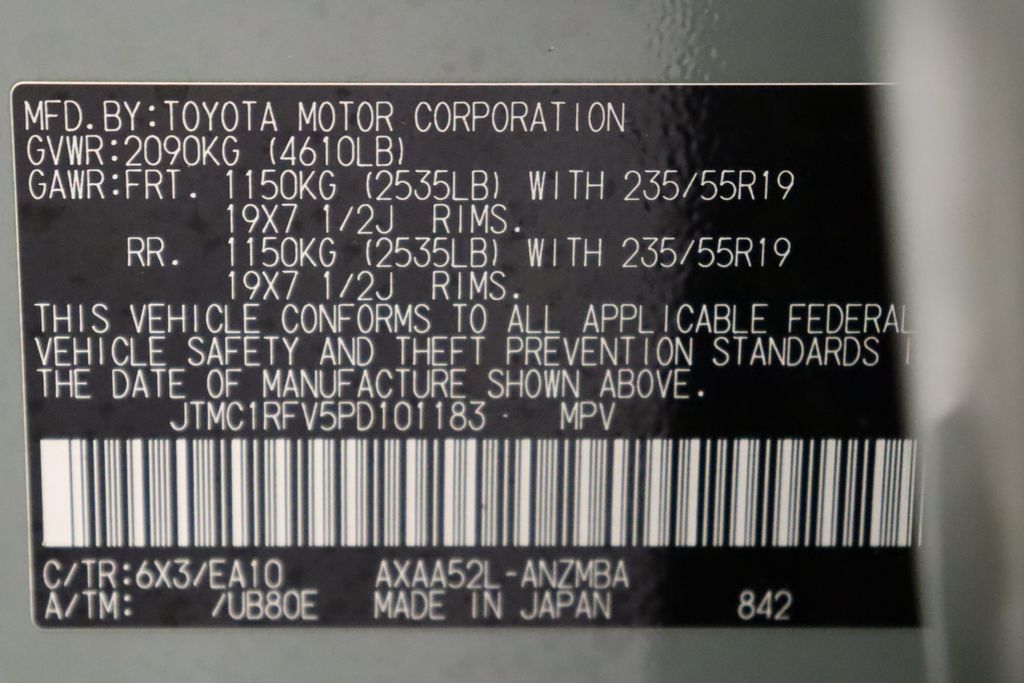 MFD.BY:TOYOTA MOTOR CORPORATION
GVWR:2090KG (4610LB)
GAWR:FRT. 1150KG (2535LB) WITH 235/55R19
19X7 1/2J RIMS.
RR. 1150KG (2535LB) WITH 235/55R19
19X7 1/2J RIMS.
THIS VEHICLE CONFORMS TO ALL APPLICABLE FEDERAL
VEHICLE SAFETY AND THEFT PREVENTION STANDARDS
THE DATE OF MANUFACTURE SHOWN ABOVE.
JTMC1RFV5PD101183 MPV
C/TR:6X3/EA10 AXAA52L-ANZMBA
A/TM: /UB80E MADE IN JAPAN 842